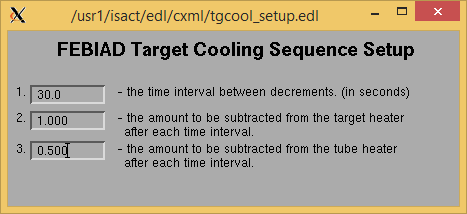 /usr1/isact/edl/cxml/tgcool_setup.edl
FEBIAD Target Cooling Sequence Setup
1. 30.0 - the time interval between decrements. (in seconds)
2. 1.000 - the amount to be subtracted from the target heater
after each time interval.
3. 0.500 - the amount to be subtracted from the tube heater
after each time interval.